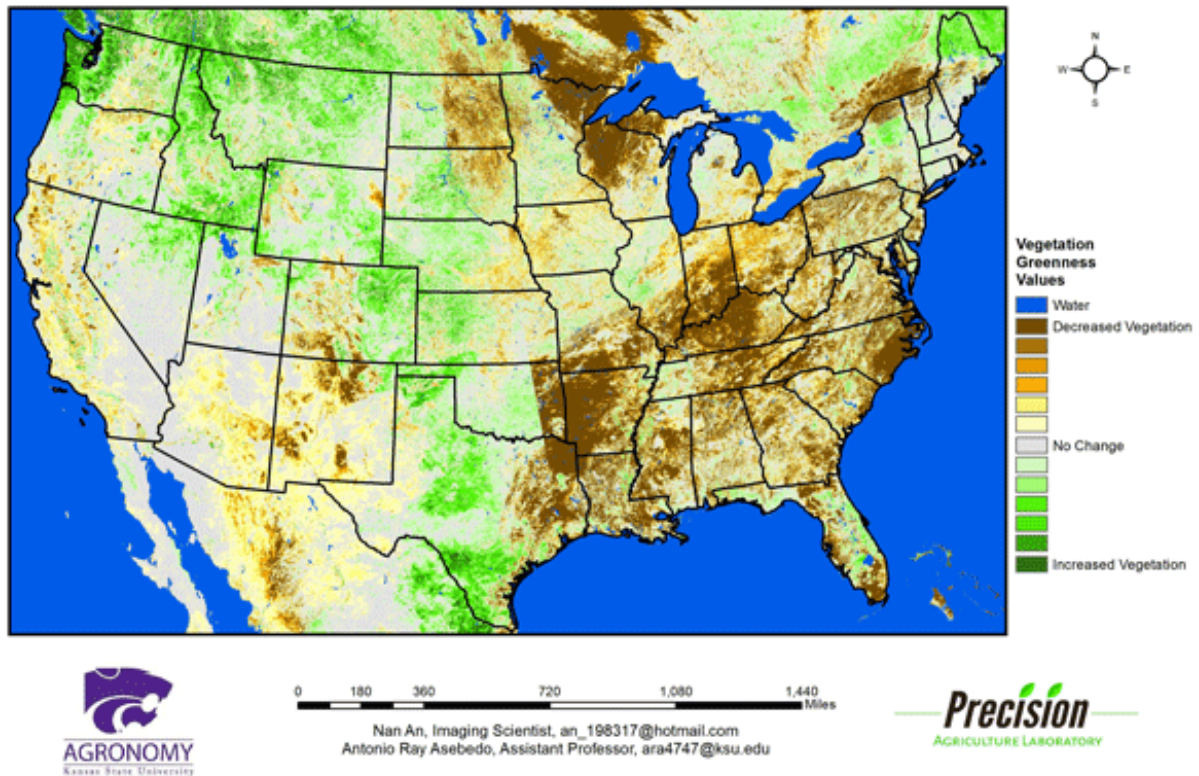 N
W E
S
Vegetation
Greenness
Values
Water
Decreased Vegetation
No Change
Increased Vegetation
0 180 360 720 1,080 1,440
Miles
Nan An, Imaging Scientist, an_198317@hotmail.com
Antonio Ray Asebedo, Assistant Professor, ara4747@ksu.edu
AGRONOMY
Kansas State University
Precision
AGRICULTURE LABORATORY